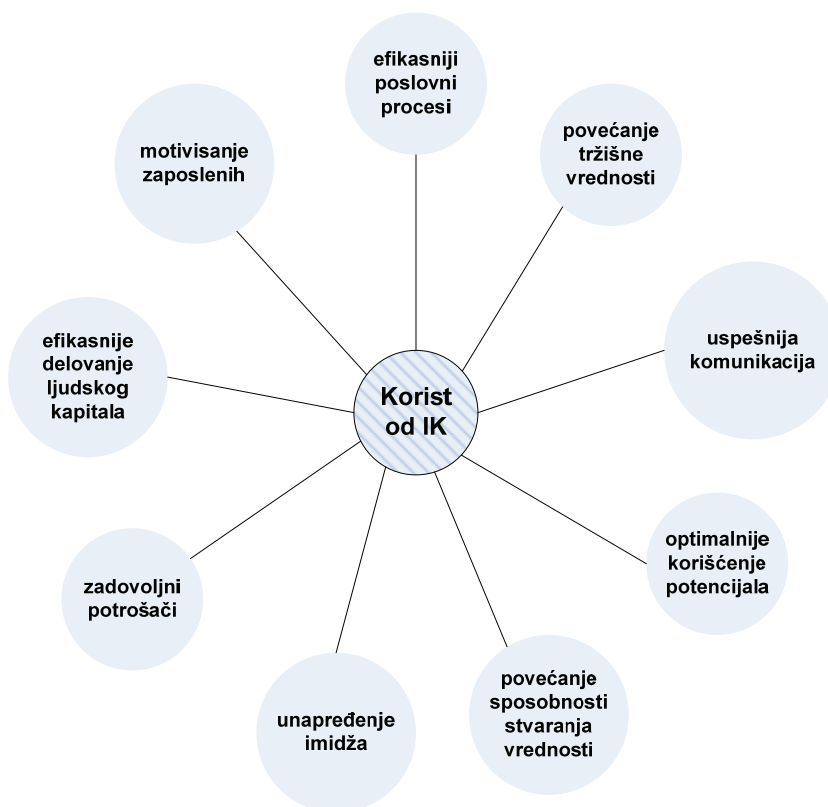 efikasniji
poslovni
procesi
povećanje
tržišne
vrednosti
motivisanje
zaposlenih
uspešnija
komunikacija
efikasnije
delovanje
ljudskog
kapitala
Korist
od IK
optimalnije
korišćenje
potencijala
zadovoljni
potrošači
povećanje
sposobnosti
stvaranja
vrednosti
unapređenje
imidža